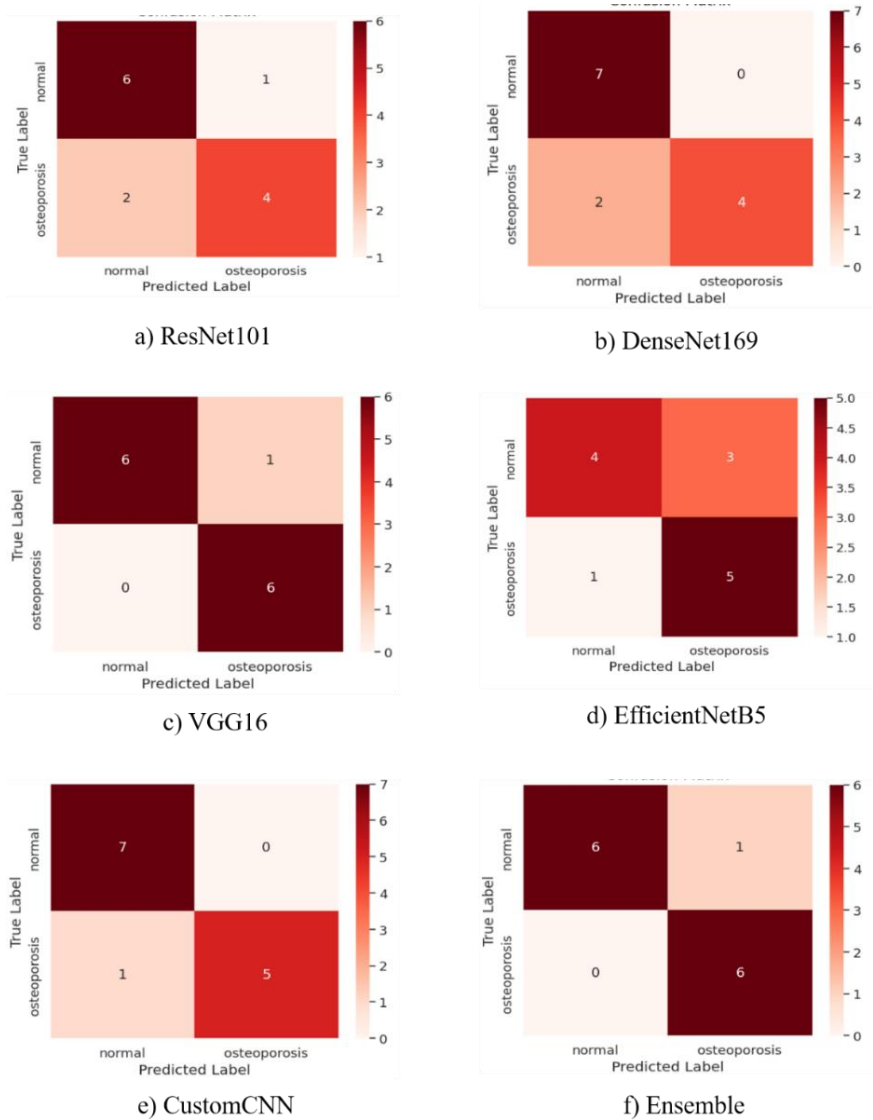 6
6
1
5
4
3
2
4
2
1
normal
osteoporosis
True Label
normal
osteoporosis
Predicted Label
a) ResNet101
7
7
0
6
5
4
3
2
4
2
1
0
normal
osteoporosis
True Label
normal
osteoporosis
Predicted Label
b) DenseNet169
6
6
1
5
4
3
0
6
2
1
0
normal
osteoporosis
True Label
normal
osteoporosis
Predicted Label
c) VGG16
5.0
4
3
4.5
4.0
3.5
3.0
2.5
1
5
2.0
1.5
1.0
normal
osteoporosis
True Label
normal
osteoporosis
Predicted Label
d) EfficientNetB5
7
7
0
6
5
4
3
1
5
2
1
0
normal
osteoporosis
True Label
normal
osteoporosis
Predicted Label
e) CustomCNN
6
6
1
5
4
3
0
6
2
1
0
normal
osteoporosis
True Label
normal
osteoporosis
Predicted Label
f) Ensemble